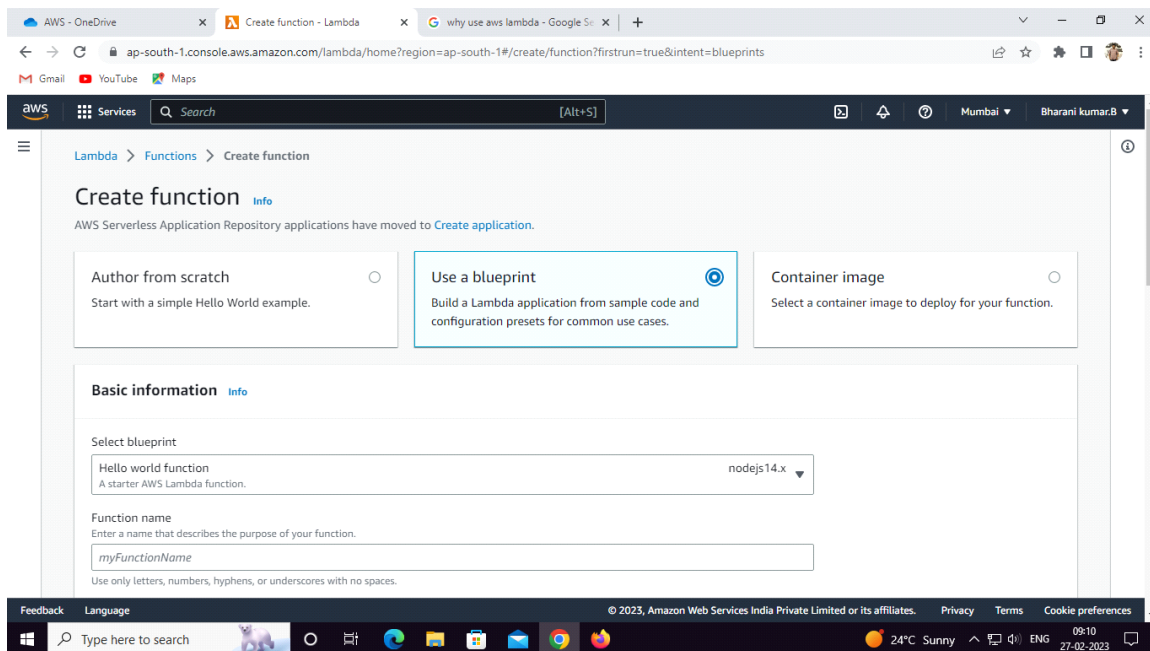 AWS - OneDrive
Create function - Lambda
why use aws lambda - Google Se
ap-south-1.console.aws.amazon.com/lambda/home?region=ap-south-1#/create/function?firstrun=true&intent=blueprints
Gmail YouTube Maps
aws Services Search [Alt+S] Mumbai Bharani kumar.B
Lambda > Functions > Create function
Create function Info
AWS Serverless Application Repository applications have moved to Create application.
Author from scratch
Start with a simple Hello World example.
Use a blueprint
Build a Lambda application from sample code and
configuration presets for common use cases.
Container image
Select a container image to deploy for your function.
Basic information Info
Select blueprint
Hello world function nodejs14.x
A starter AWS Lambda function.
Function name
Enter a name that describes the purpose of your function.
myFunctionName
Use only letters, numbers, hyphens, or underscores with no spaces.
Feedback Language © 2023, Amazon Web Services India Private Limited or its affiliates. Privacy Terms Cookie preferences
Type here to search 24°C Sunny ENG 09:10
27-02-2023